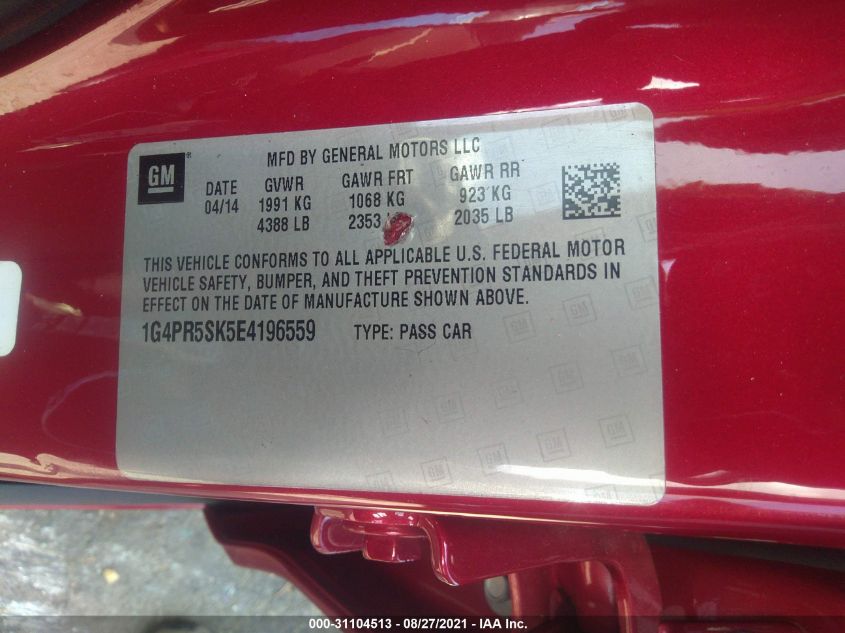 GM ®
MFD BY GENERAL MOTORS LLC
DATE GVWR GAWR FRT GAWR RR
04/14 1991 KG 1068 KG 923 KG
4388 LB 2353 2035 LB
THIS VEHICLE CONFORMS TO ALL APPLICABLE U.S. FEDERAL MOTOR
VEHICLE SAFETY, BUMPER, AND THEFT PREVENTION STANDARDS IN
EFFECT ON THE DATE OF MANUFACTURE SHOWN ABOVE.
1G4PR5SK5E4196559 TYPE: PASS CAR
000-31104513 - 08/27/2021 - IAA Inc.